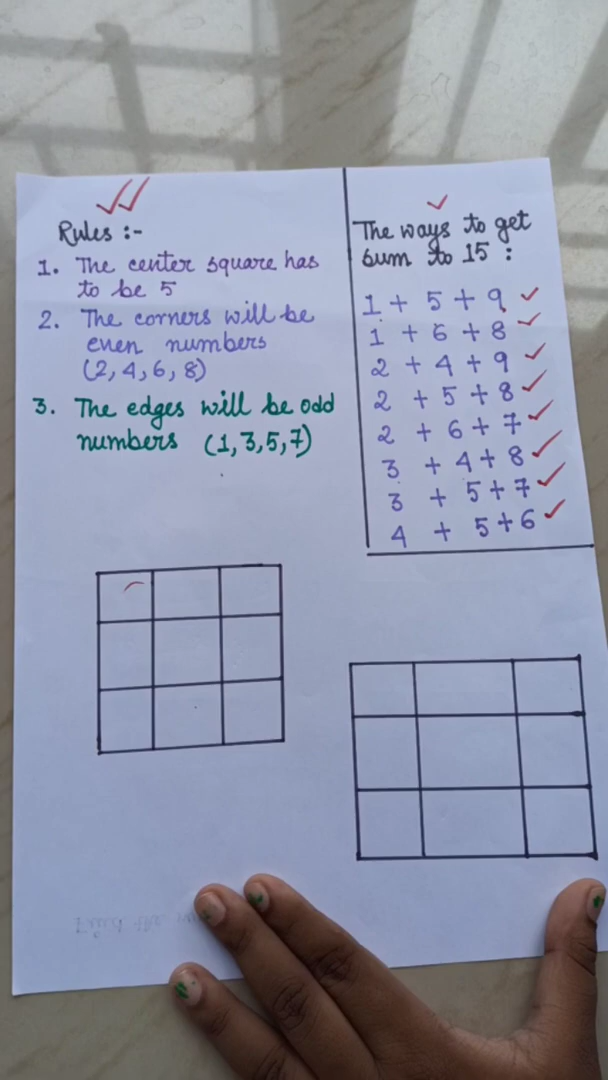 Rules :-
1. The center square has
to be 5
2. The corners will be
even numbers
(2, 4, 6, 8)
3. The edges will be odd
numbers (1,3,5,7)
The ways to get
sum to 15 :
1 + 5 + 9
1 + 6 + 8
2 + 4 + 9
2 + 5 + 8
2 + 6 + 7
3 + 4 + 8
3 + 5 + 7
4 + 5 + 6